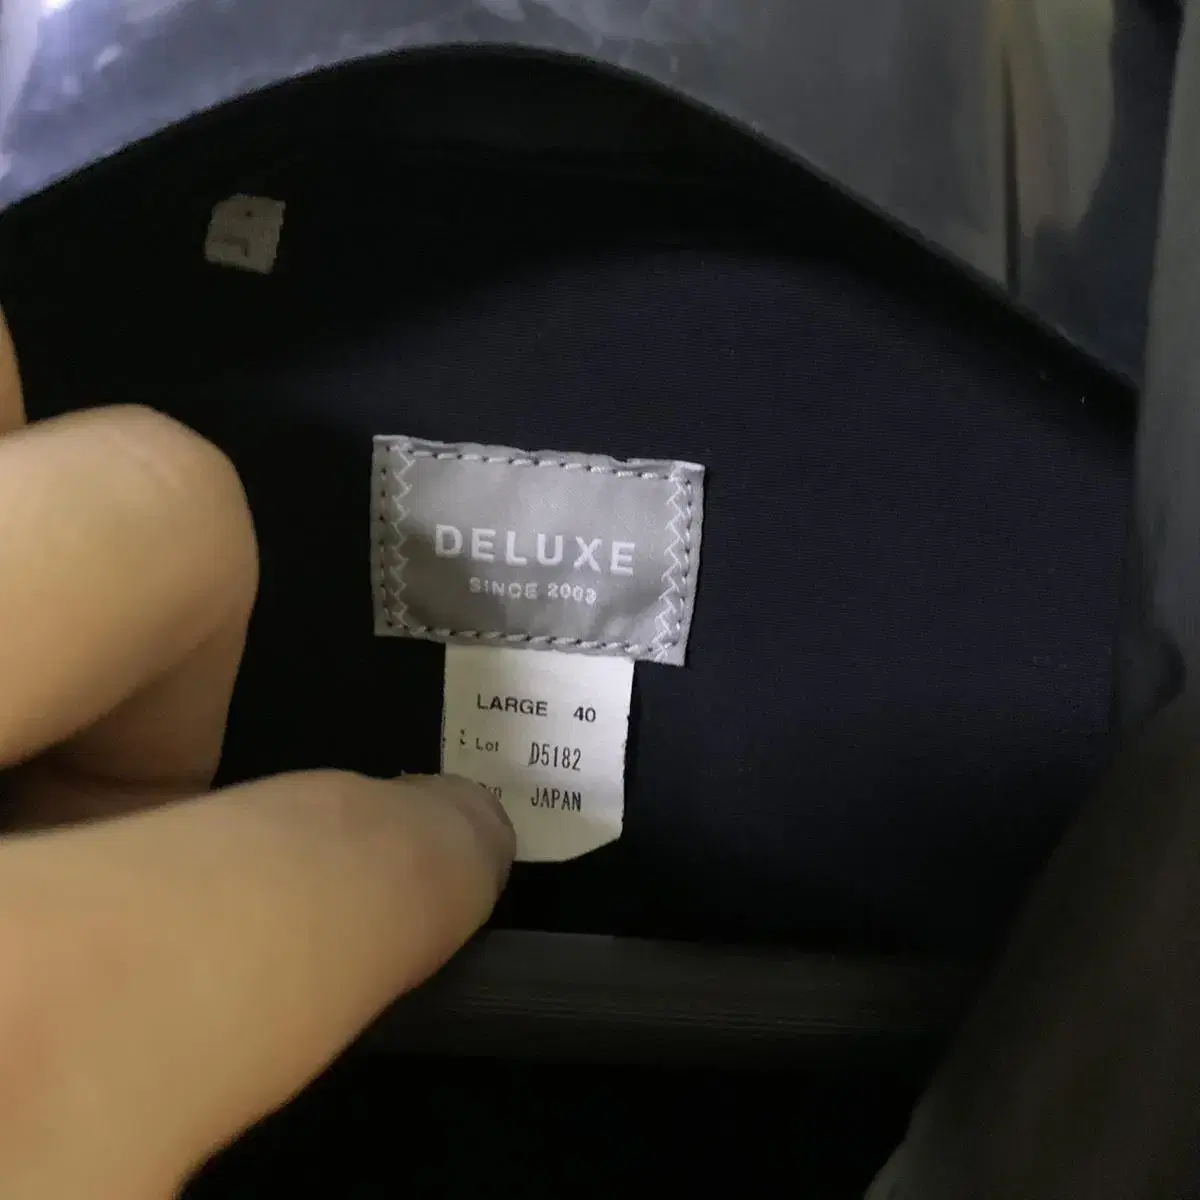 DELUXE
SINCE 2003
LARGE 40
Lot D5182
JAPAN